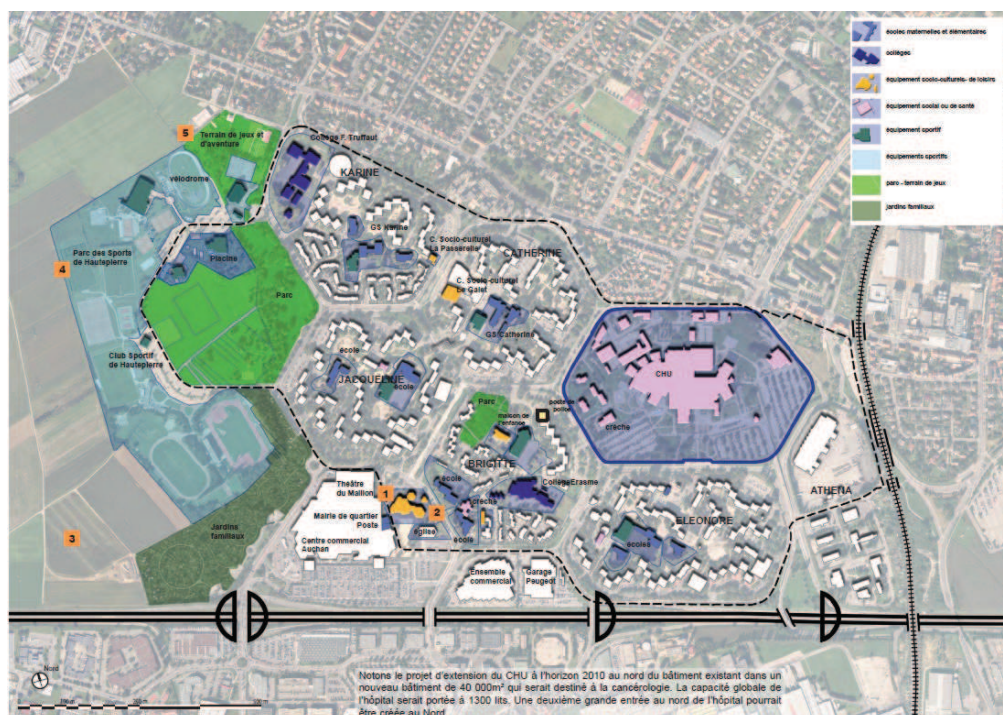 écoles maternelles et élémentaires
collèges
équipement socio-culturels- de loisirs
équipement social ou de santé
équipement sportif
équipements sportifs
parc - terrain de jeux
jardins familiaux
5
Terrain de jeux et
d'aventure
Collège F. Truffaut
vélodrome
KARINE
GS Karine
C. Socio-culturel
La Passerelle
CATHERINE
4
Parc des Sports
de Hautepierre
Piscine
Parc
C. Socio-culturel
Le Galet
GS Catherine
Club Sportif
de Hautepierre
école
JACQUELINE
école
CHU
crèche
Parc
poste de
police
maison de
l'enfance
BRIGITTE
école
Collège Erasme
crèche
ATHENA
Théâtre
du Maillon
1
2
Mairie de quartier
Poste
église
école
ELEONORE
écoles
3
Jardins
familiaux
Centre commercial
Auchan
Ensemble
commercial
Garage
Peugeot
Nord
Notons le projet d'extension du CHU à l'horizon 2010 au nord du bâtiment existant dans un
nouveau bâtiment de 40 000m² qui serait destiné à la cancérologie. La capacité globale de
l'hôpital serait portée à 1300 lits. Une deuxième grande entrée au nord de l'hôpital pourrait
être créée au Nord.